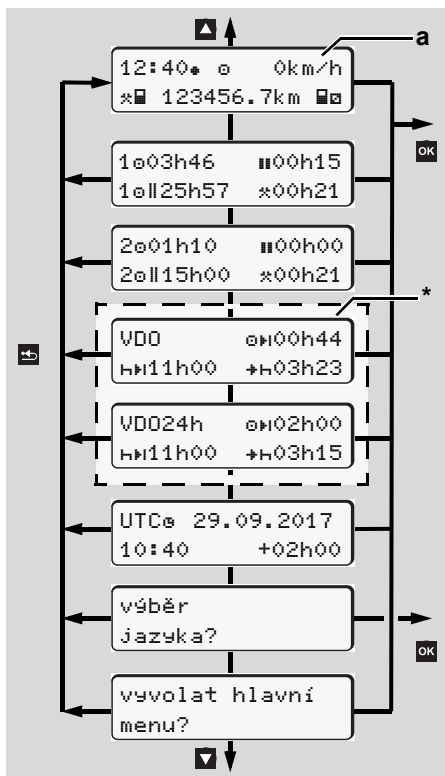 a
12:40 0km/h
123456.7km
OK
1 03h46 00h15
1 25h57 00h21
2 01h10 00h00
2 15h00 00h21
*
VDO 00h44
11h00 03h23
VDO24h 02h00
11h00 03h15
UTC 29.09.2017
10:40 +02h00
výběr
jazyka?
OK
vyvolat hlavní
menu?